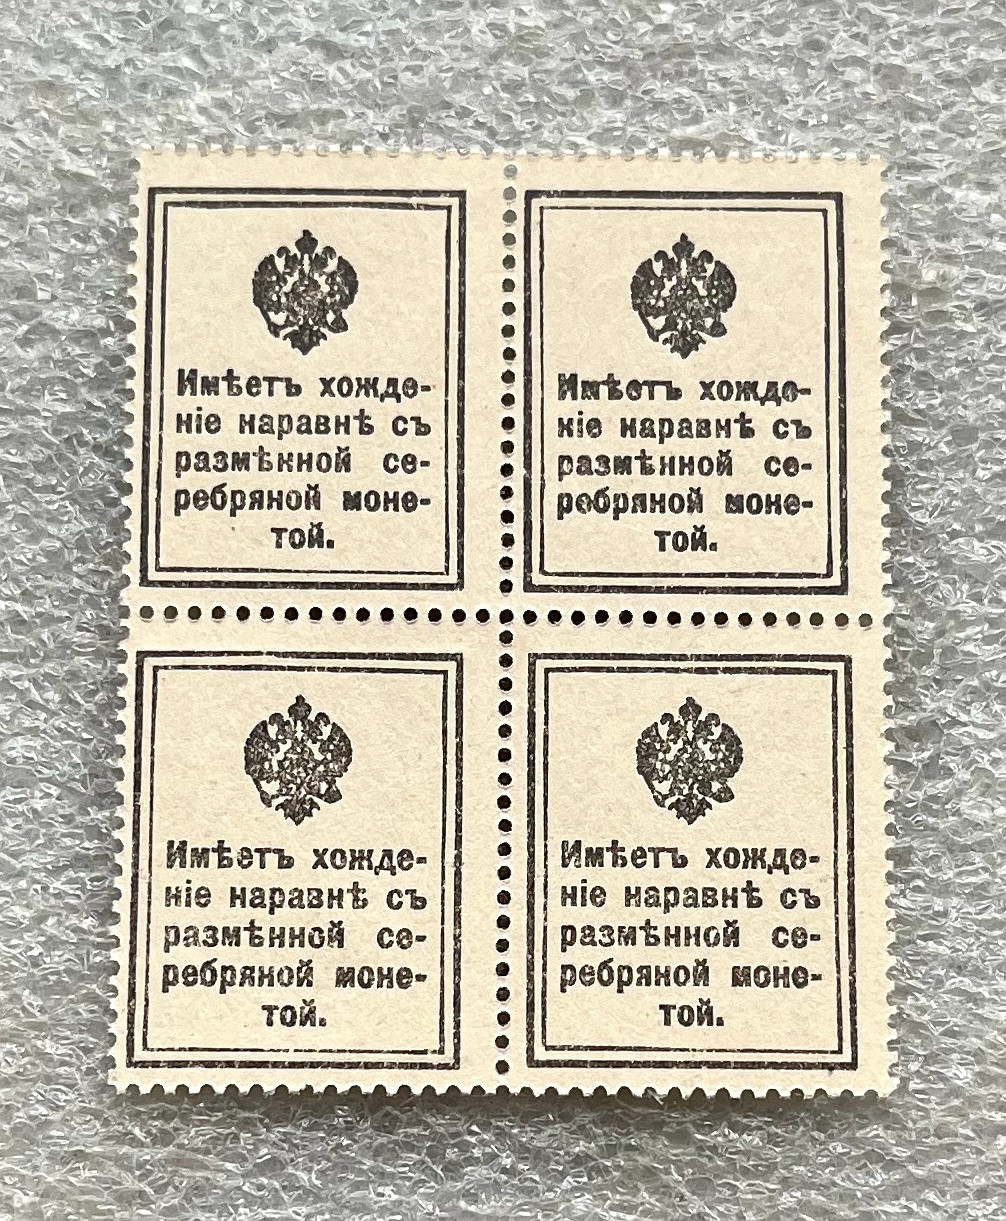 Имѣетъ хожде-
ніе наравнѣ съ
размѣнной се-
ребряной моне-
той.
Имѣетъ хожде-
ніе наравнѣ съ
размѣнной се-
ребряной моне-
той.
Имѣетъ хожде-
ніе наравнѣ съ
размѣнной се-
ребряной моне-
той.
Имѣетъ хожде-
ніе наравнѣ съ
размѣнной се-
ребряной моне-
той.